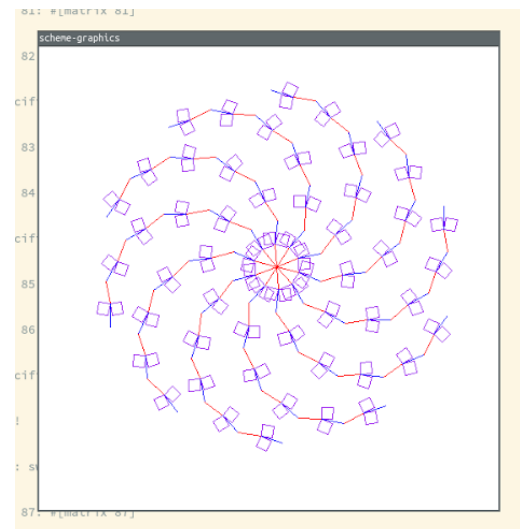 81: #[matrix 81]
scheme-graphics
82
cif
83
84
cif
85
86
cif
!
: s
87: #[matrix 87]